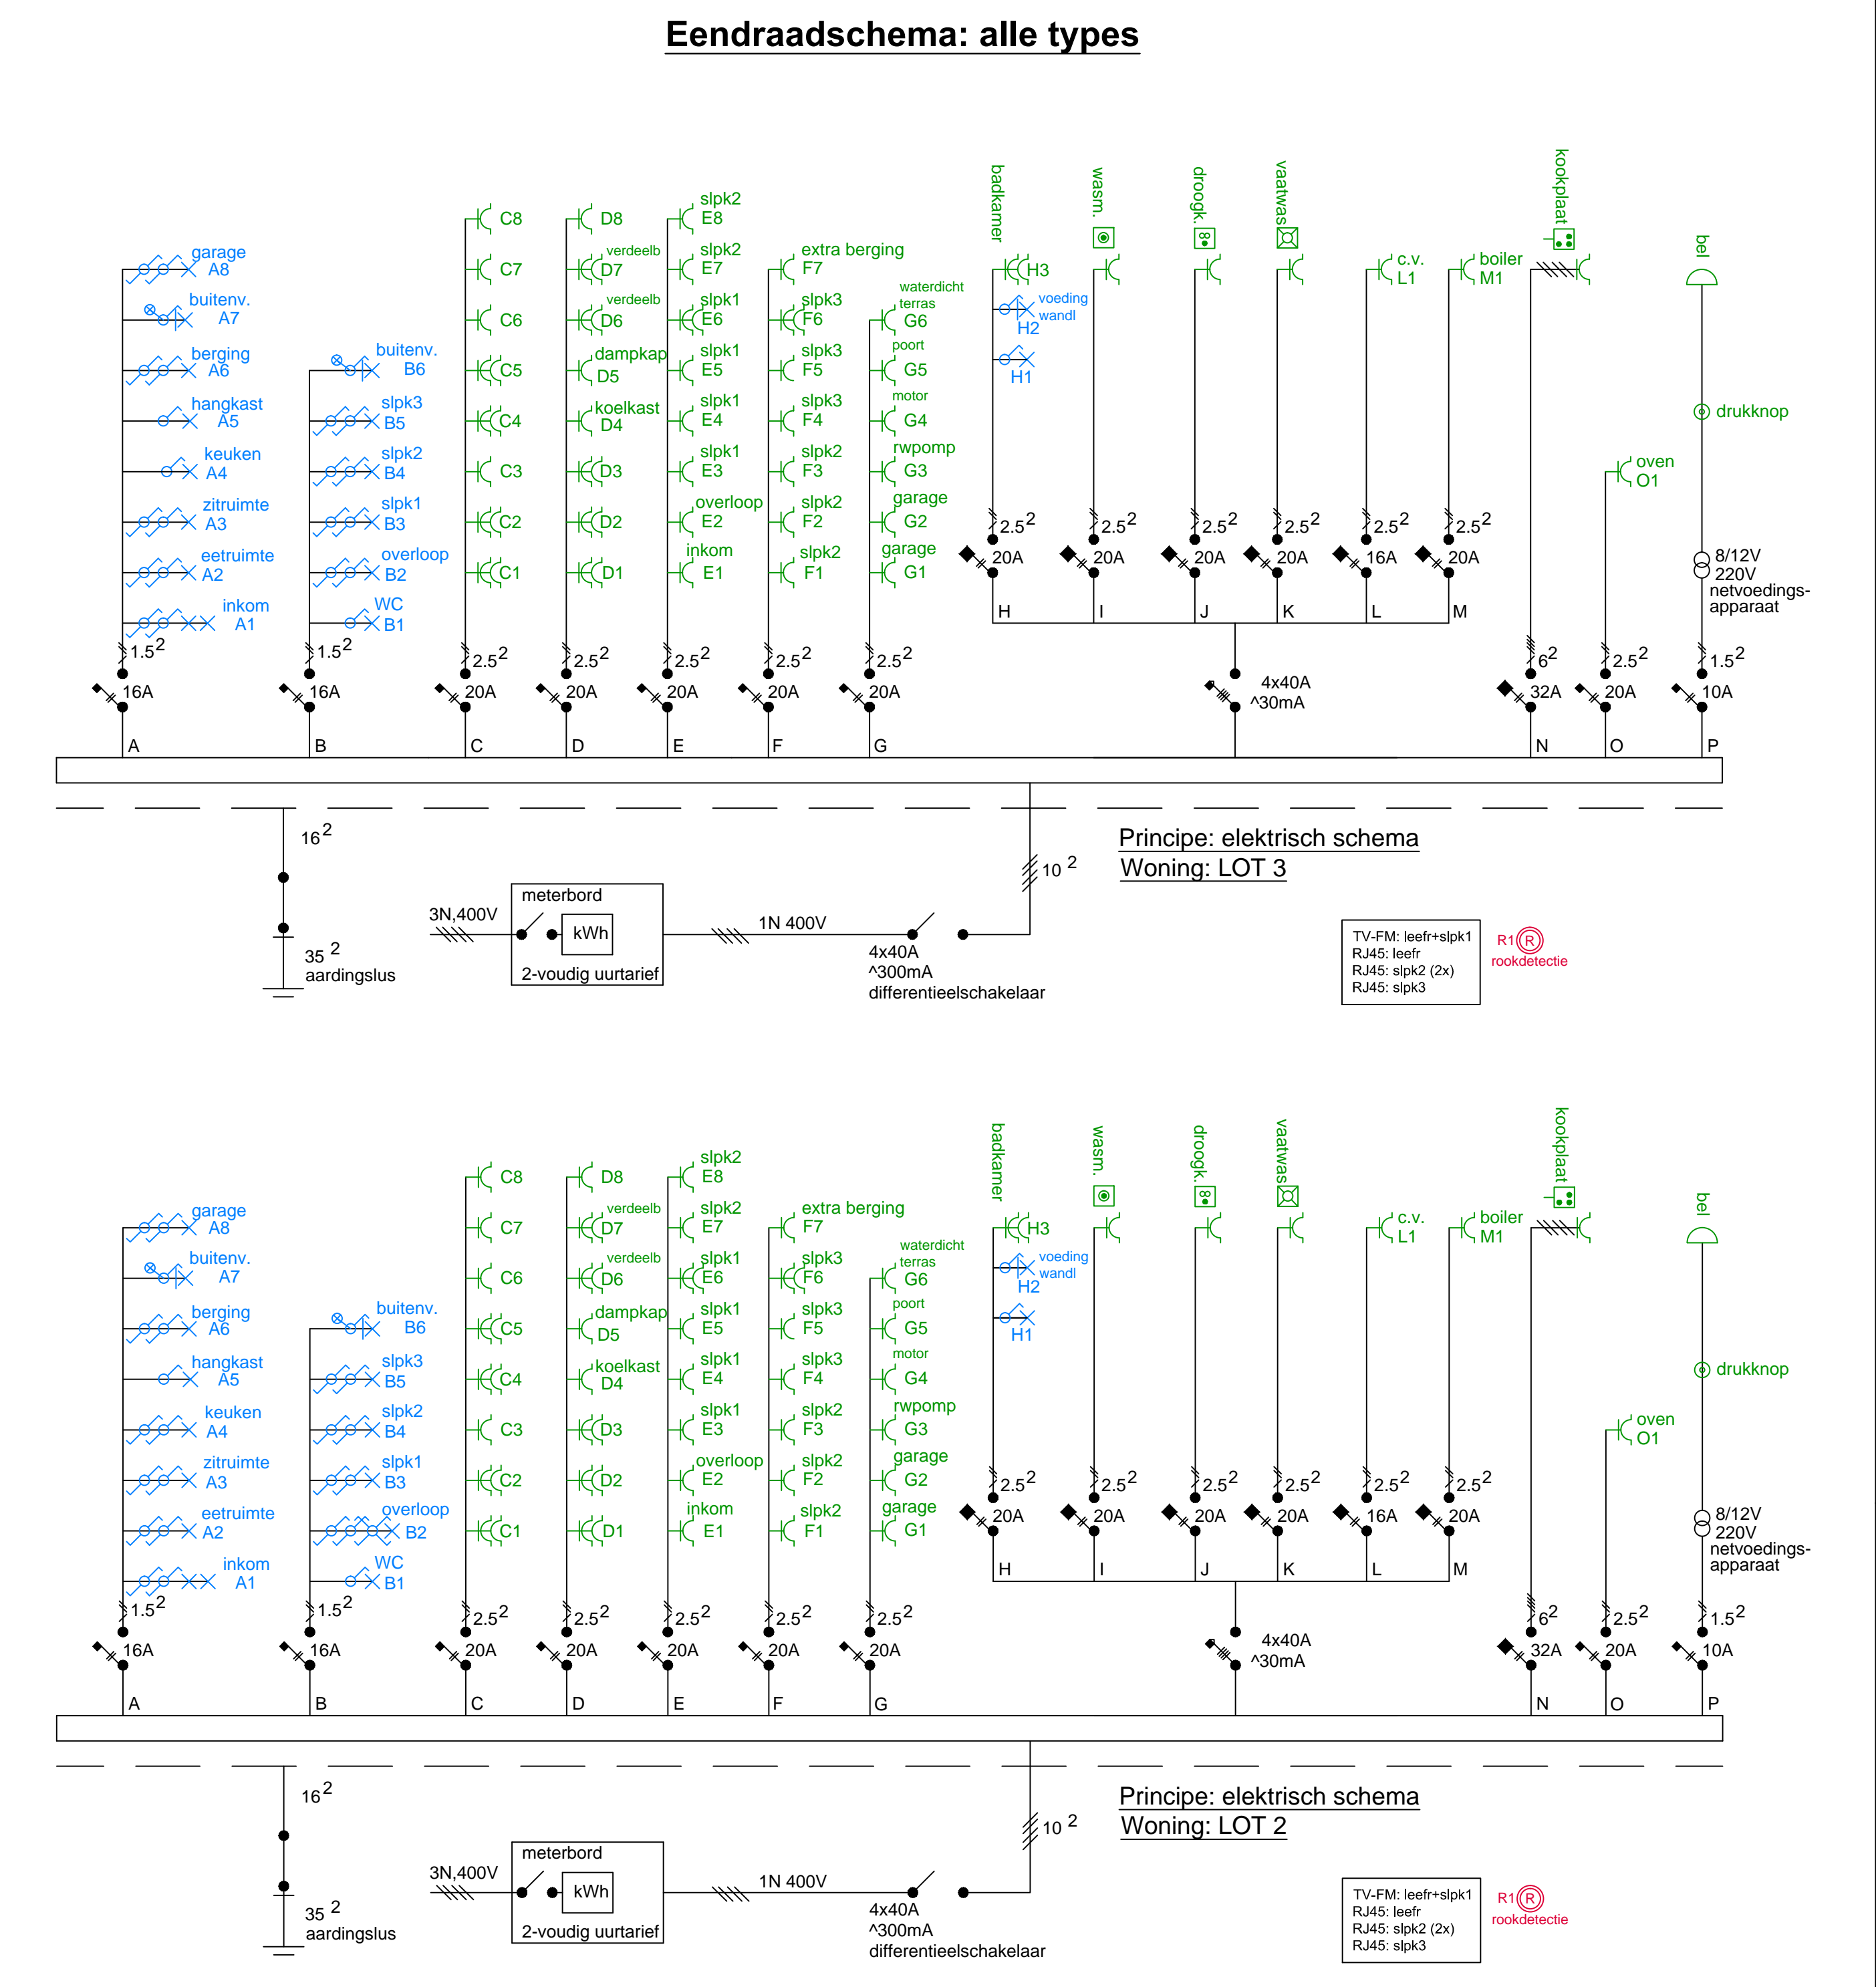 Eendraadschema: alle types
badkamer
wasm.
droogk.
vaatwas
kookplaat
bel
slpk2
C8 D8 E8
garage verdeelb slpk2 extra berging
A8 C7 D7 E7 F7 H3 c.v. L1 boiler M1
buitenv. verdeelb slpk1 slpk3 waterdicht terras voeding wandl
A7 C6 D6 E6 F6 G6 H2
berging buitenv. dampkap slpk1 slpk3 poort
A6 B6 C5 D5 E5 F5 G5 H1
hangkast slpk3 koelkast slpk1 slpk3 motor
A5 B5 C4 D4 E4 F4 G4 drukknop
keuken slpk2 slpk1 slpk2 rwpomp oven
A4 B4 C3 D3 E3 F3 G3 O1
zitruimte slpk1 overloop slpk2 garage
A3 B3 C2 D2 E2 F2 G2
2.5² 2.5² 2.5² 2.5² 2.5² 2.5²
20A 20A 20A 20A 16A 20A
eetruimte overloop inkom slpk2 garage
A2 B2 C1 D1 E1 F1 G1
8/12V
220V
netvoedings-
apparaat
inkom WC
A1 B1 H I J K L M
1.5² 1.5² 2.5² 2.5² 2.5² 2.5² 2.5² 6² 2.5² 1.5²
16A 16A 20A 20A 20A 20A 20A 4x40A 32A 20A 10A
^30mA
A B C D E F G N O P
16²
Principe: elektrisch schema
Woning: LOT 3
10²
meterbord
3N,400V
kWh
1N 400V
2-voudig uurtarief
4x40A
^300mA
differentieelschakelaar
35²
aardingslus
TV-FM: leefr+slpk1
RJ45: leefr
RJ45: slpk2 (2x)
RJ45: slpk3
R1 R
rookdetectie
badkamer
wasm.
droogk.
vaatwas
kookplaat
bel
slpk2
C8 D8 E8
garage verdeelb slpk2 extra berging
A8 C7 D7 E7 F7 H3 c.v. L1 boiler M1
buitenv. verdeelb slpk1 slpk3 waterdicht terras voeding wandl
A7 C6 D6 E6 F6 G6 H2
berging buitenv. dampkap slpk1 slpk3 poort
A6 B6 C5 D5 E5 F5 G5 H1
hangkast slpk3 koelkast slpk1 slpk3 motor
A5 B5 C4 D4 E4 F4 G4 drukknop
keuken slpk2 slpk1 slpk2 rwpomp oven
A4 B4 C3 D3 E3 F3 G3 O1
zitruimte slpk1 overloop slpk2 garage
A3 B3 C2 D2 E2 F2 G2
2.5² 2.5² 2.5² 2.5² 2.5² 2.5²
20A 20A 20A 20A 16A 20A
eetruimte overloop inkom slpk2 garage
A2 B2 C1 D1 E1 F1 G1
8/12V
220V
netvoedings-
apparaat
inkom WC
A1 B1 H I J K L M
1.5² 1.5² 2.5² 2.5² 2.5² 2.5² 2.5² 6² 2.5² 1.5²
16A 16A 20A 20A 20A 20A 20A 4x40A 32A 20A 10A
^30mA
A B C D E F G N O P
16²
Principe: elektrisch schema
Woning: LOT 2
10²
meterbord
3N,400V
kWh
1N 400V
2-voudig uurtarief
4x40A
^300mA
differentieelschakelaar
35²
aardingslus
TV-FM: leefr+slpk1
RJ45: leefr
RJ45: slpk2 (2x)
RJ45: slpk3
R1 R
rookdetectie